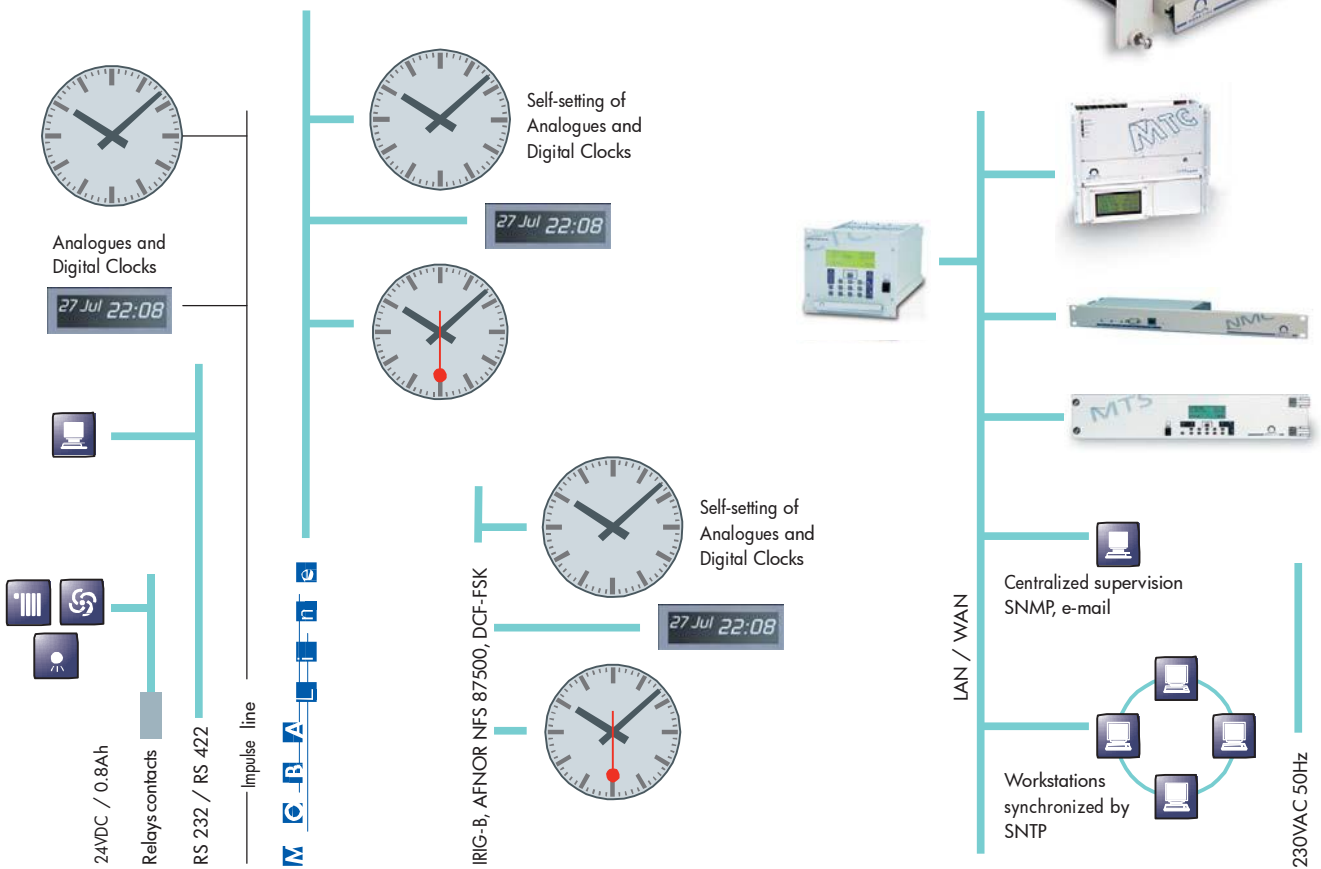 Analogues and
Digital Clocks
27 Jul 22:08
Self-setting of
Analogues and
Digital Clocks
27 Jul 22:08
Self-setting of
Analogues and
Digital Clocks
27 Jul 22:08
24VDC / 0.8Ah
Relays contacts
RS 232 / RS 422
Impulse line
MOBALine
IRIG-B, AFNOR NFS 87500, DCF-FSK
LAN / WAN
MTC
NMC
MTS
Centralized supervision
SNMP, e-mail
Workstations
synchronized by
SNTP
230VAC 50Hz